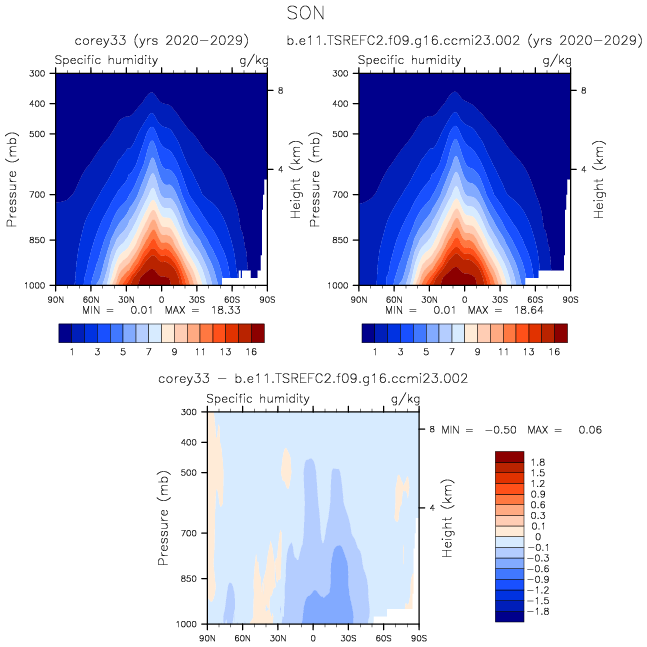 SON
corey33 (yrs 2020-2029)
b.e11.TSREFC2.f09.g16.ccmi23.002 (yrs 2020-2029)
Specific humidity g/kg
Specific humidity g/kg
300
400
500
700
850
1000
Pressure (mb)
8
4
Height (km)
90N 60N 30N 0 30S 60S 90S
MIN = 0.01 MAX = 18.33
1 3 5 7 9 11 13 16
300
400
500
700
850
1000
Pressure (mb)
8
4
Height (km)
90N 60N 30N 0 30S 60S 90S
MIN = 0.01 MAX = 18.64
1 3 5 7 9 11 13 16
corey33 - b.e11.TSREFC2.f09.g16.ccmi23.002
Specific humidity g/kg
300
400
500
700
850
1000
Pressure (mb)
8
4
Height (km)
90N 60N 30N 0 30S 60S 90S
MIN = -0.50 MAX = 0.06
1.8
1.5
1.2
0.9
0.6
0.3
0.1
0
-0.1
-0.3
-0.6
-0.9
-1.2
-1.5
-1.8